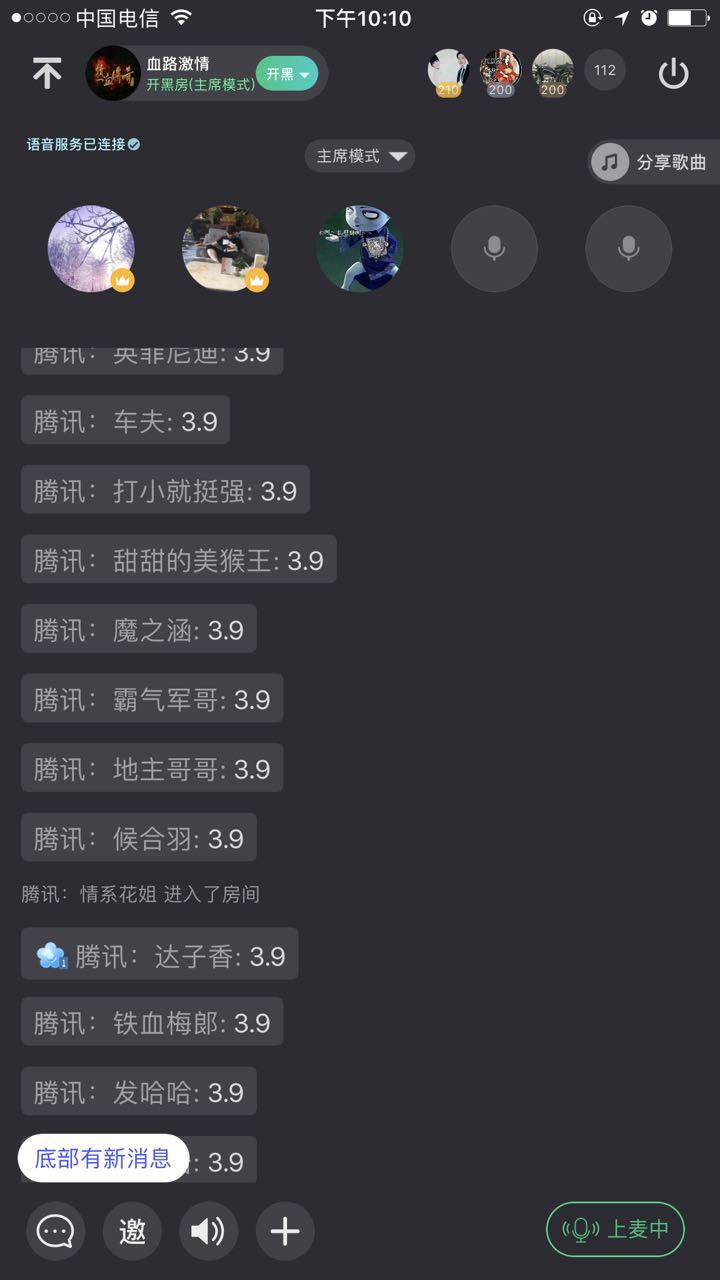 中国电信
下午10:10
血路激情
开黑房(主席模式)
开黑
210
200
200
112
语音服务已连接
主席模式
分享歌曲
腾讯：英菲尼迪: 3.9
腾讯：车夫: 3.9
腾讯：打小就挺强: 3.9
腾讯：甜甜的美猴王: 3.9
腾讯：魔之涵: 3.9
腾讯：霸气军哥: 3.9
腾讯：地主哥哥: 3.9
腾讯：候合羽: 3.9
腾讯：情系花姐 进入了房间
1
腾讯：达子香: 3.9
腾讯：铁血梅郎: 3.9
腾讯：发哈哈: 3.9
: 3.9
底部有新消息
邀
上麦中